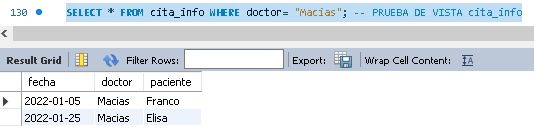 130 SELECT * FROM cita_info WHERE doctor= "Macias"; -- PRUEBA DE VISTA cita_info
Result Grid Filter Rows: Export: Wrap Cell Content: IA
fecha doctor paciente
2022-01-05 Macias Franco
2022-01-25 Macias Elisa